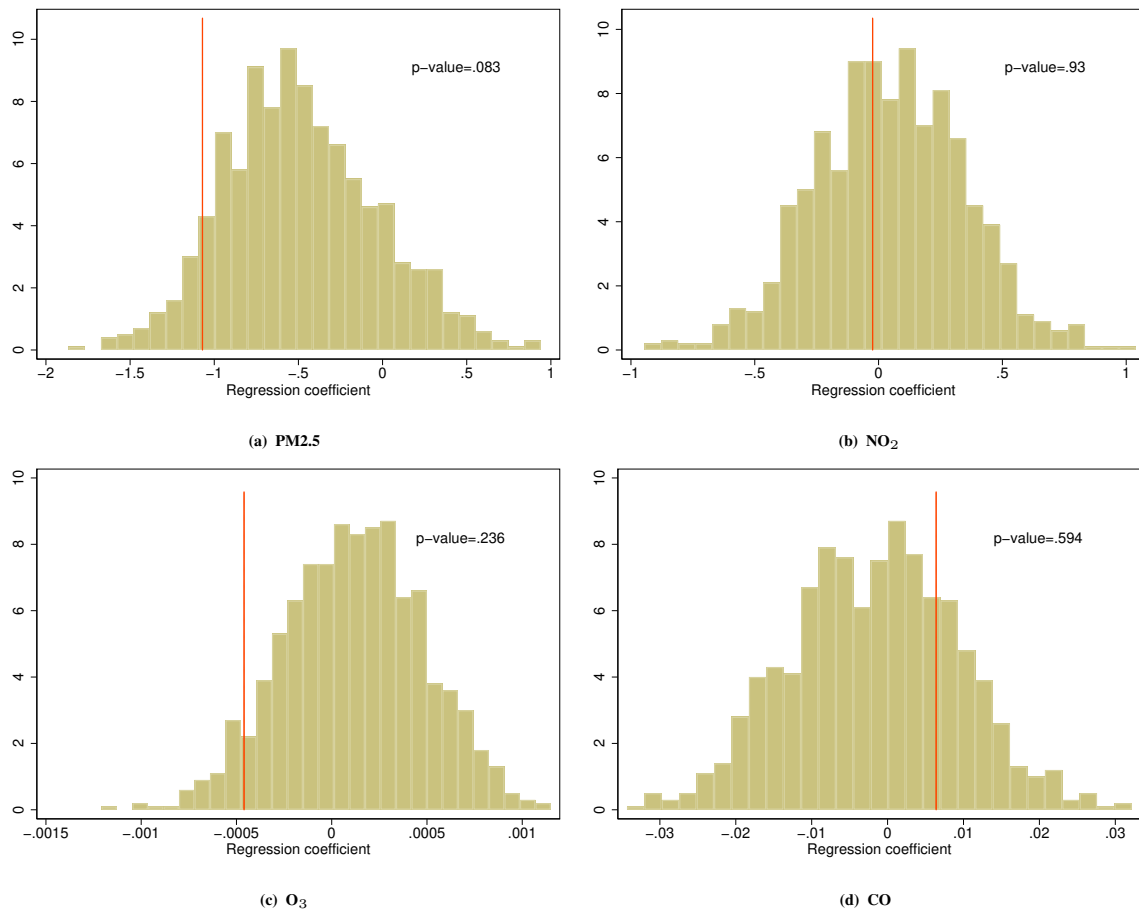 10
8
6
4
2
0
p-value=.083
-2 -1.5 -1 -.5 0 .5 1
Regression coefficient
(a) PM2.5
10
8
6
4
2
0
p-value=.93
-1 -.5 0 .5 1
Regression coefficient
(b) NO2
10
8
6
4
2
0
p-value=.236
-.0015 -.001 -.0005 0 .0005 .001
Regression coefficient
(c) O3
10
8
6
4
2
0
p-value=.594
-.03 -.02 -.01 0 .01 .02 .03
Regression coefficient
(d) CO